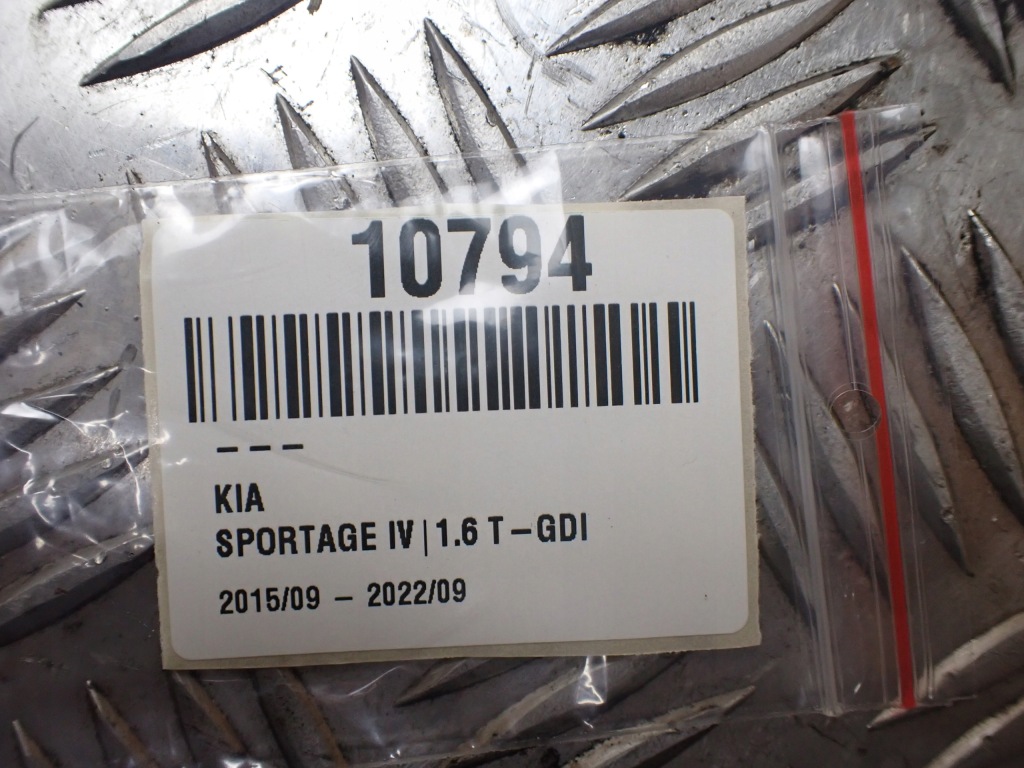 10794
– – –
KIA
SPORTAGE IV | 1.6 T–GDI
2015/09 – 2022/09